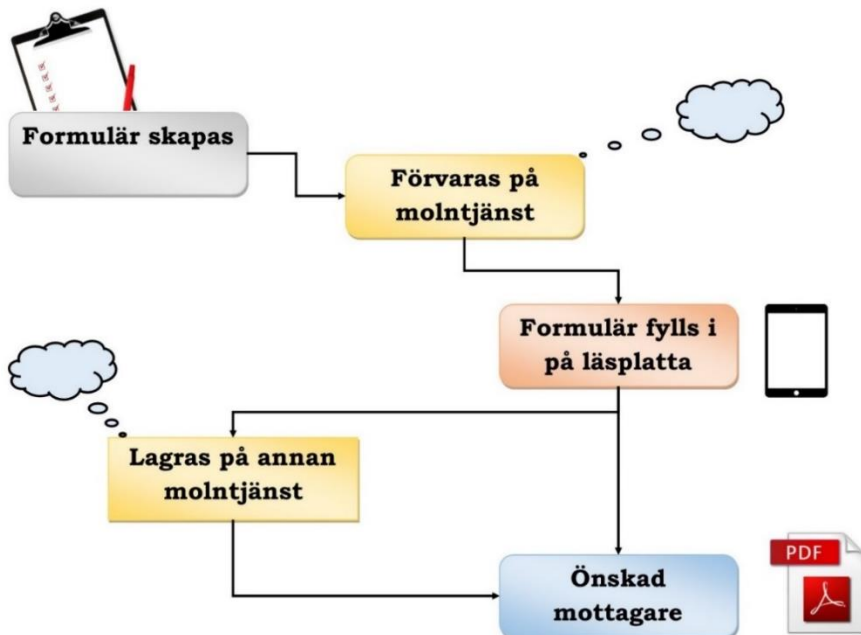 Formulär skapas
Förvaras på
molntjänst
Formulär fylls i
på läsplatta
Lagras på annan
molntjänst
Önskad
mottagare
PDF